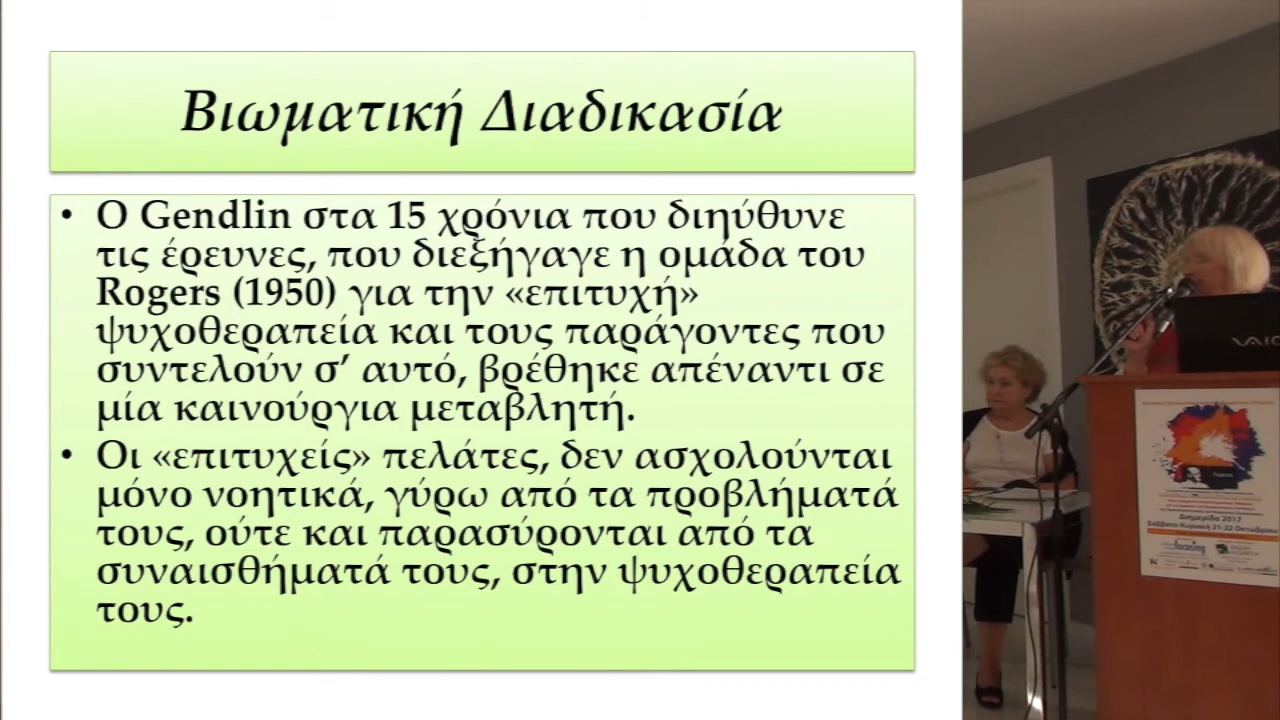 Βιωματική Διαδικασία
• Ο Gendlin στα 15 χρόνια που διηύθυνε
τις έρευνες, που διεξήγαγε η ομάδα του
Rogers (1950) για την «επιτυχή»
ψυχοθεραπεία και τους παράγοντες που
συντελούν σ’ αυτό, βρέθηκε απέναντι σε
μία καινούργια μεταβλητή.
• Οι «επιτυχείς» πελάτες, δεν ασχολούνται
μόνο νοητικά, γύρω από τα προβλήματά
τους, ούτε και παρασύρονται από τα
συναισθήματά τους, στην ψυχοθεραπεία
τους.
VAIO
Διημερίδα 2017
Σάββατο-Κυριακή 21-22 Οκτωβρίου
focusing